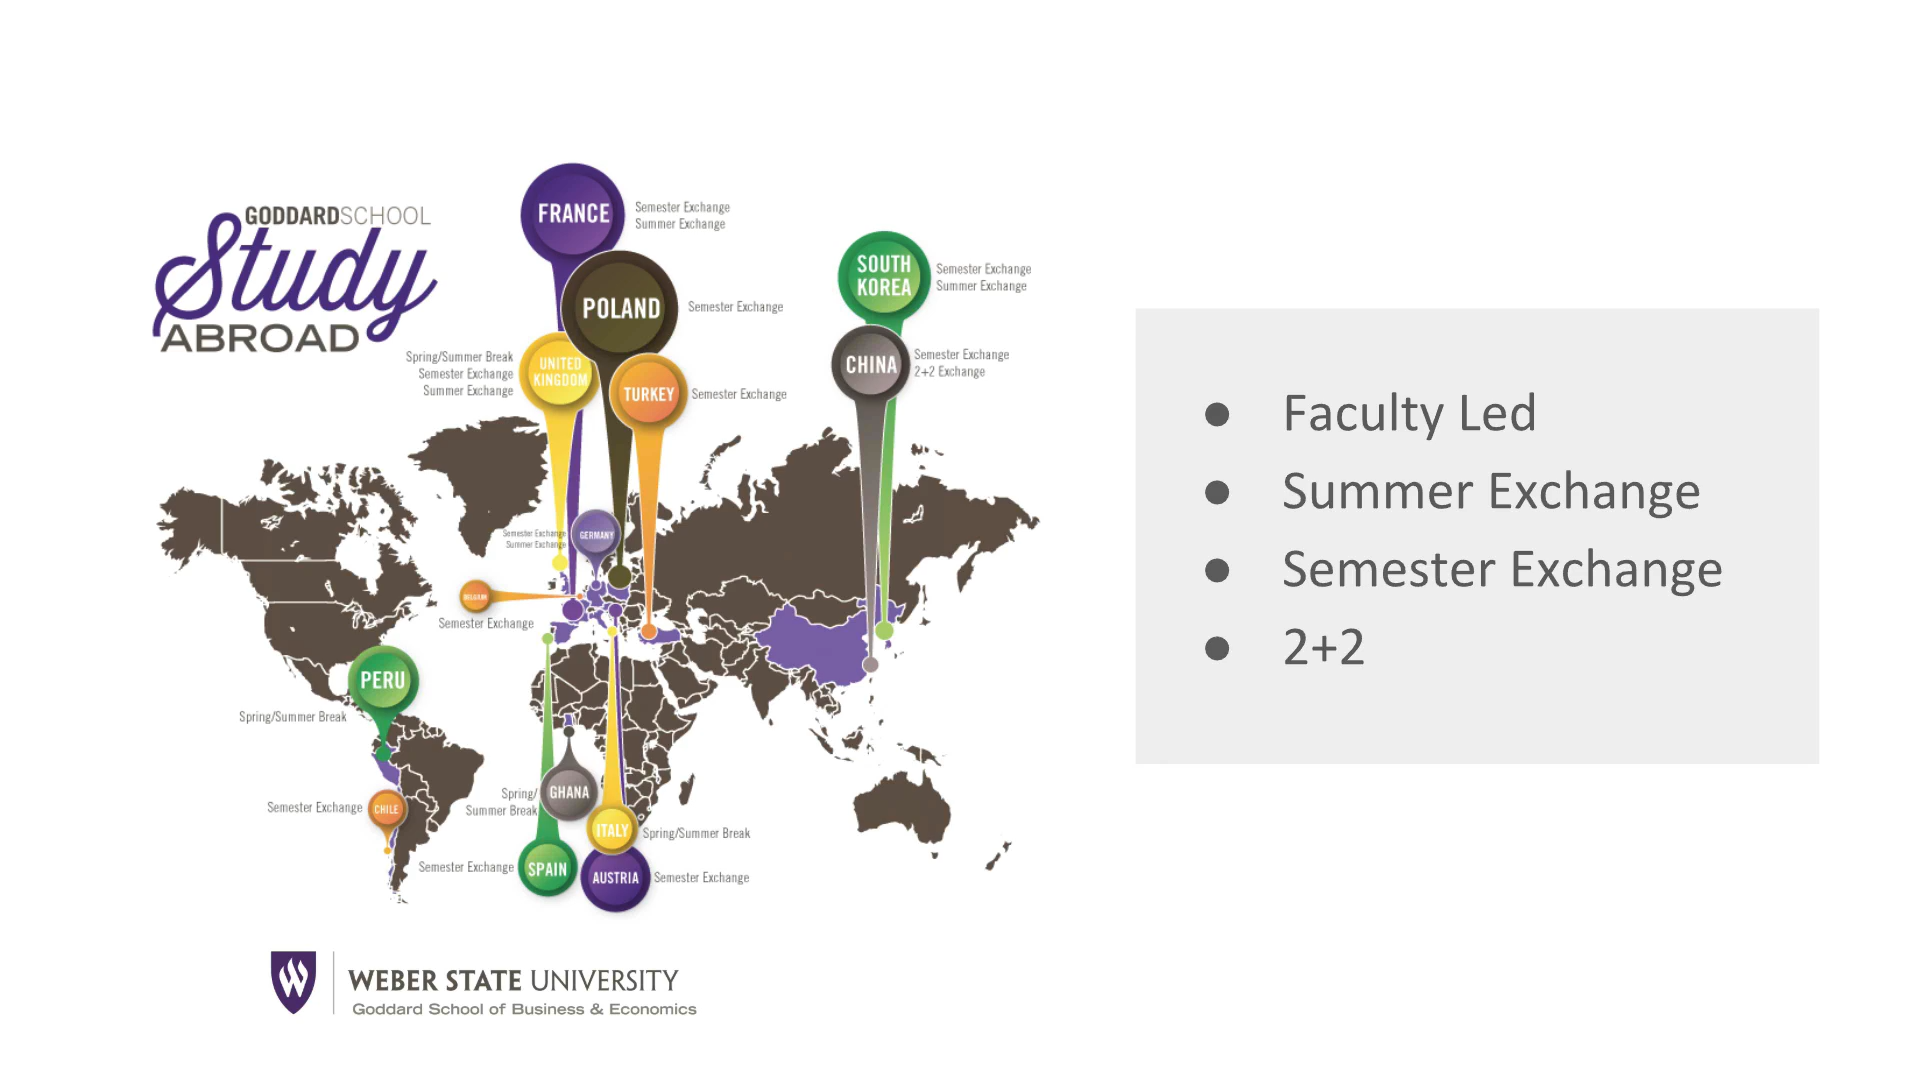 GODDARDSCHOOL
Study
ABROAD
FRANCE
Semester Exchange
Summer Exchange
POLAND
Semester Exchange
SOUTH
KOREA
Semester Exchange
Summer Exchange
Spring/Summer Break
Semester Exchange
Summer Exchange
UNITED
KINGDOM
TURKEY
Semester Exchange
CHINA
Semester Exchange
2+2 Exchange
Semester Exchange
Summer Exchange
GERMANY
BELGIUM
Semester Exchange
PERU
Spring/Summer Break
Semester Exchange
CHILE
Spring/
Summer Break
GHANA
ITALY
Spring/Summer Break
Semester Exchange
SPAIN
AUSTRIA
Semester Exchange
WEBER STATE UNIVERSITY
Goddard School of Business & Economics
● Faculty Led
● Summer Exchange
● Semester Exchange
● 2+2